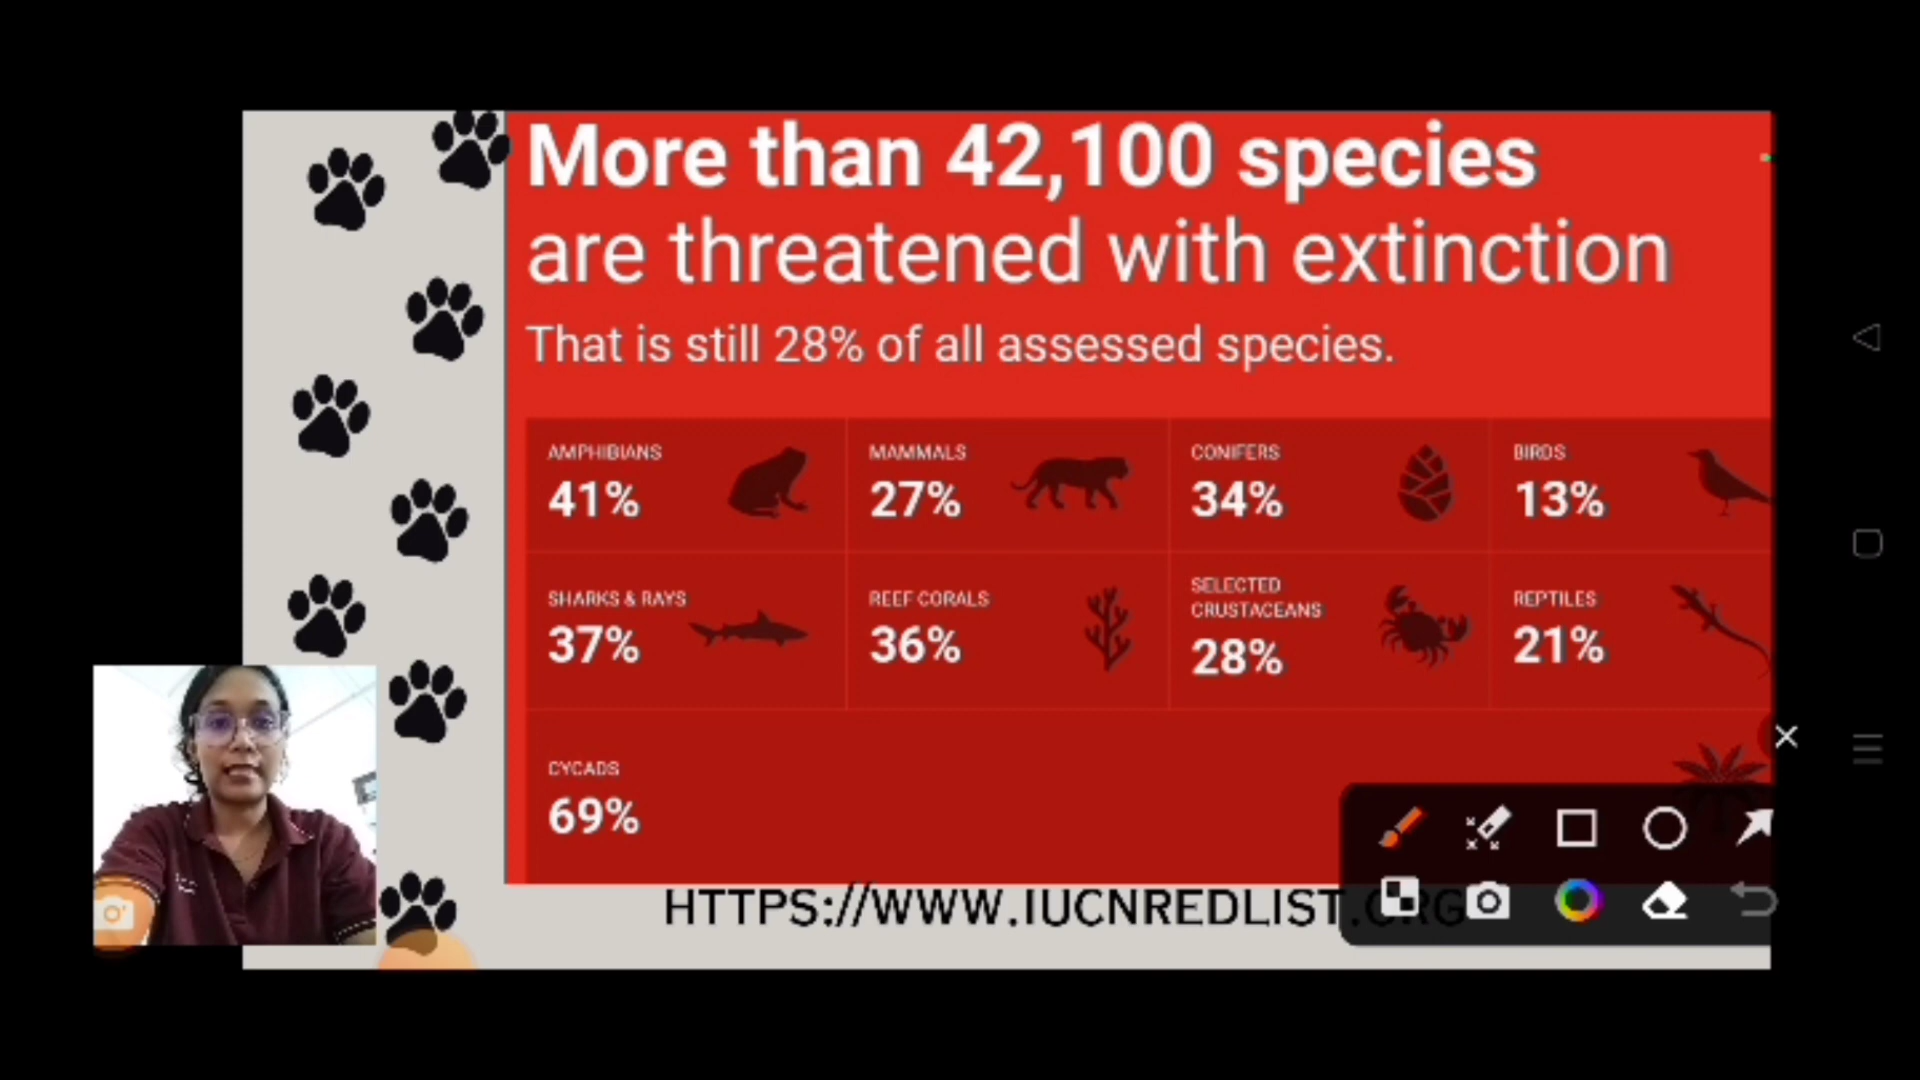 More than 42,100 species
are threatened with extinction
That is still 28% of all assessed species.
AMPHIBIANS
41%
MAMMALS
27%
CONIFERS
34%
BIRDS
13%
SHARKS & RAYS
37%
REEF CORALS
36%
SELECTED
CRUSTACEANS
28%
REPTILES
21%
CYCADS
69%
HTTPS://WWW.IUCNREDLIST.ORG